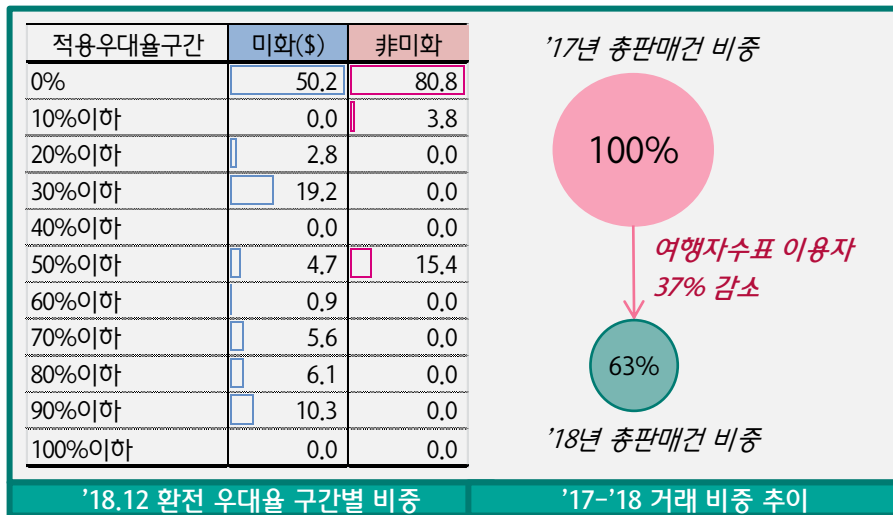 적용우대율구간 미화($) 非미화
0% 50.2 80.8
10%이하 0.0 3.8
20%이하 2.8 0.0
30%이하 19.2 0.0
40%이하 0.0 0.0
50%이하 4.7 15.4
60%이하 0.9 0.0
70%이하 5.6 0.0
80%이하 6.1 0.0
90%이하 10.3 0.0
100%이하 0.0 0.0
'18.12 환전 우대율 구간별 비중
'17년 총판매건 비중
100%
여행자수표 이용자
37% 감소
63%
'18년 총판매건 비중
'17-'18 거래 비중 추이